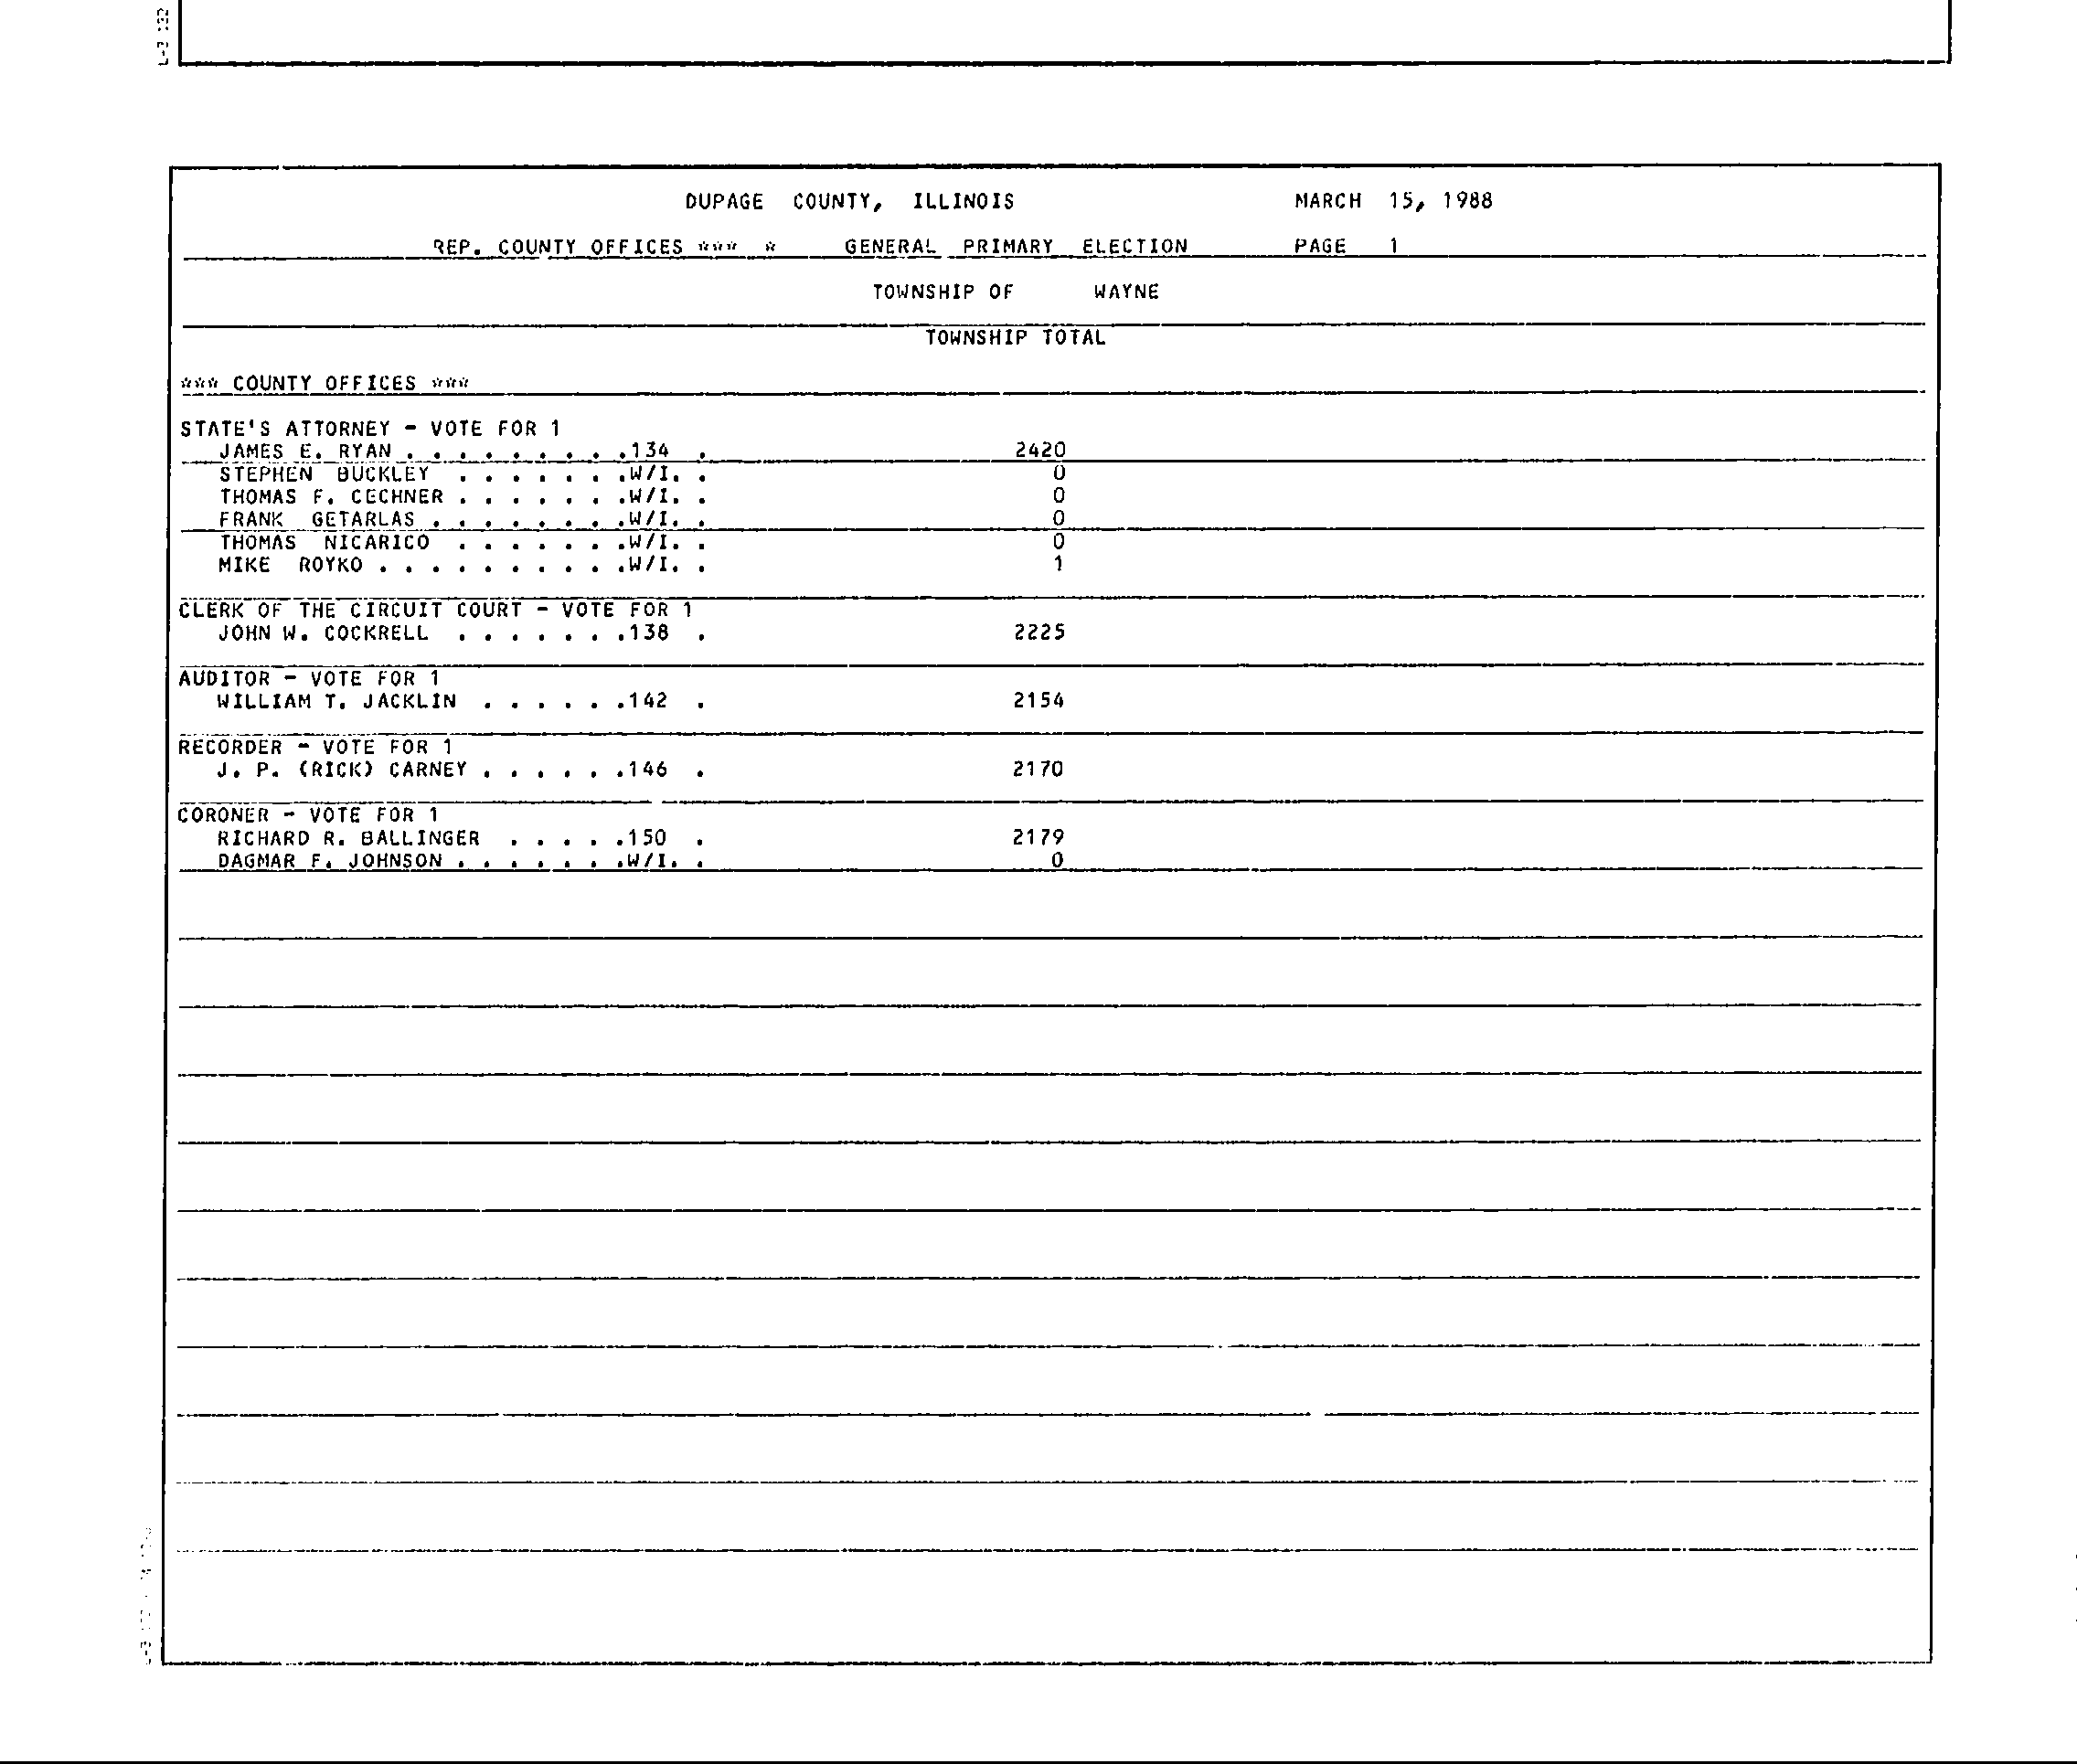 DUPAGE COUNTY, ILLINOIS MARCH 15, 1988
REP. COUNTY OFFICES *** * GENERAL PRIMARY ELECTION PAGE 1
TOWNSHIP OF WAYNE
TOWNSHIP TOTAL
*** COUNTY OFFICES ***
STATE'S ATTORNEY - VOTE FOR 1
JAMES E. RYAN . . . . . . . . .134 . 2420
STEPHEN BUCKLEY . . . . . . .W/I. . 0
THOMAS F. CECHNER . . . . . . .W/I. . 0
FRANK GETARLAS . . . . . . . .W/I. . 0
THOMAS NICARICO . . . . . . .W/I. . 0
MIKE ROYKO . . . . . . . . . .W/I. . 1
CLERK OF THE CIRCUIT COURT - VOTE FOR 1
JOHN W. COCKRELL . . . . . . .138 . 2225
AUDITOR - VOTE FOR 1
WILLIAM T. JACKLIN . . . . . .142 . 2154
RECORDER - VOTE FOR 1
J. P. (RICK) CARNEY . . . . . .146 . 2170
CORONER - VOTE FOR 1
RICHARD R. BALLINGER . . . . .150 . 2179
DAGMAR F. JOHNSON . . . . . . .W/I. . 0